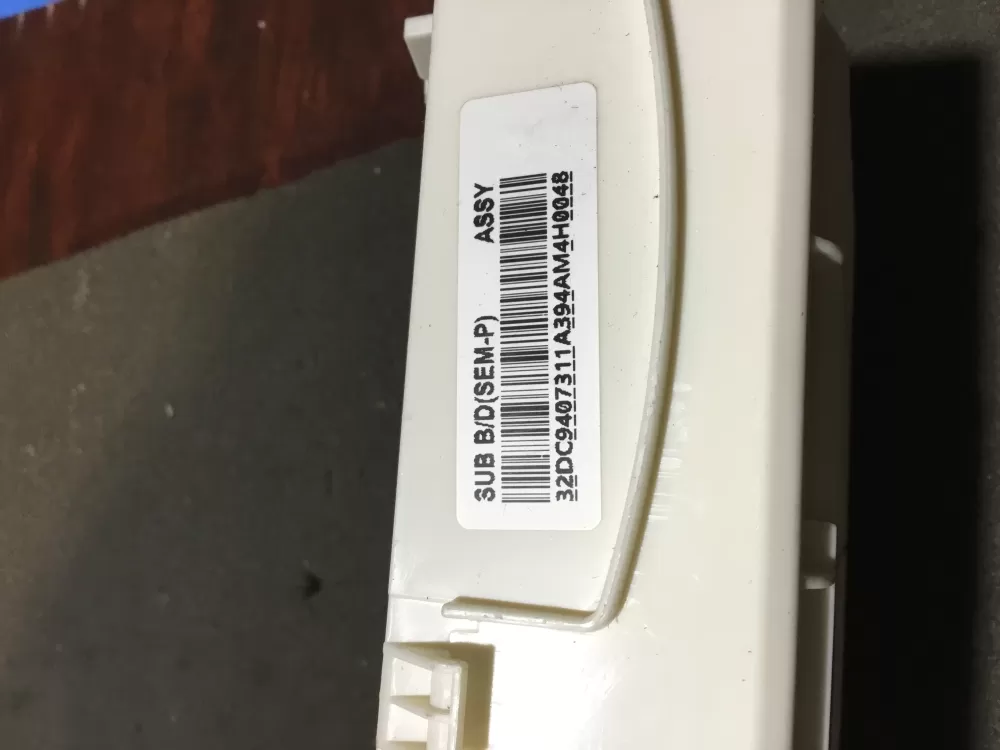 SUB B/D(SEM-P) ASSY
32DC9407311A394AM4H0048